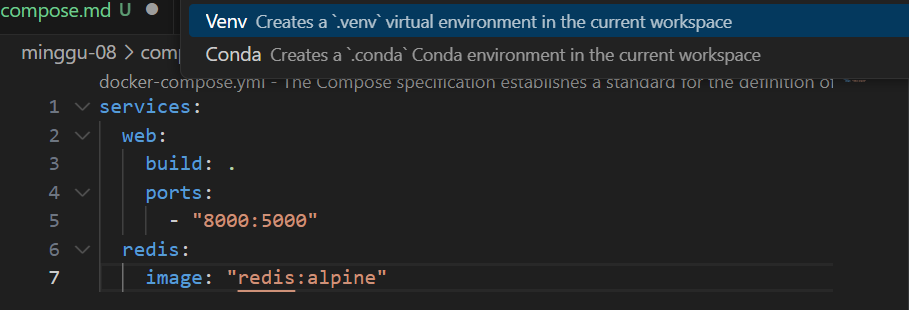 compose.md U
Venv Creates a `.venv` virtual environment in the current workspace
Conda Creates a `.conda` Conda environment in the current workspace
minggu-08 > comp
docker-compose.yml - The Compose specification establishes a standard for the definition of
1 services:
2 web:
3 build: .
4 ports:
5 - "8000:5000"
6 redis:
7 image: "redis:alpine"